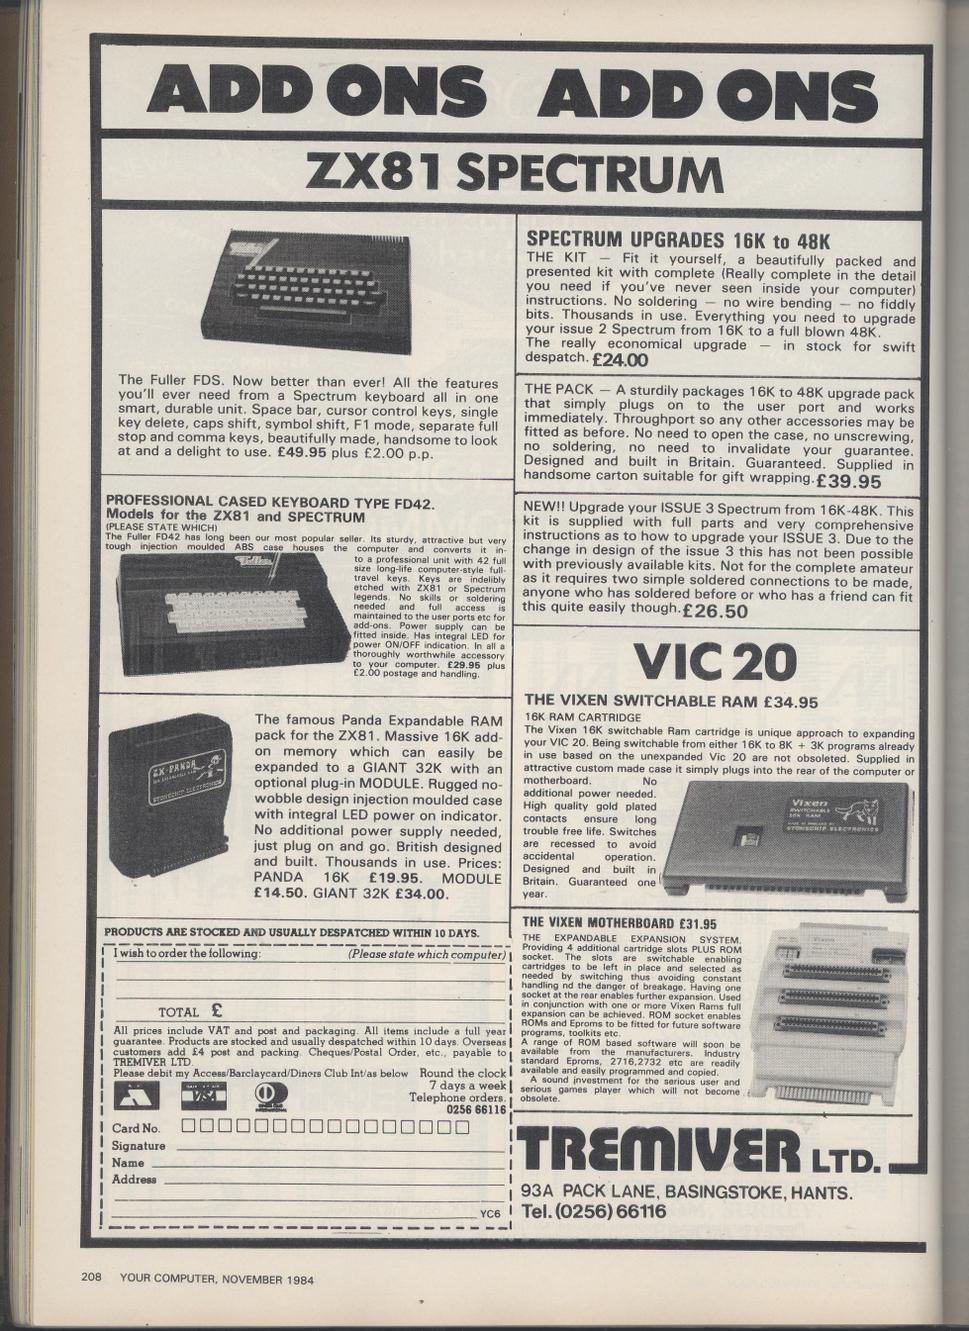 ADD ONS ADD ONS
ZX81 SPECTRUM
The Fuller FDS. Now better than ever! All the features
you'll ever need from a Spectrum keyboard all in one
smart, durable unit. Space bar, cursor control keys, single
key delete, caps shift, symbol shift, F1 mode, separate full
stop and comma keys, beautifully made, handsome to look
at and a delight to use. £49.95 plus £2.00 p.p.
PROFESSIONAL CASED KEYBOARD TYPE FD42.
Models for the ZX81 and SPECTRUM
(PLEASE STATE WHICH)
The Fuller FD42 has long been our most popular seller. Its sturdy, attractive but very
tough injection moulded ABS case houses the computer and converts it in-
to a professional unit with 42 full
size long-life computer-style full-
travel keys. Keys are indelibly
etched with ZX81 or Spectrum
legends. No skills or soldering
needed and full access is
maintained to the user ports etc for
add-ons. Power supply can be
fitted inside. Has integral LED for
power ON/OFF indication. In all a
thoroughly worthwhile accessory
to your computer. £29.95 plus
£2.00 postage and handling.
Fuller
The famous Panda Expandable RAM
pack for the ZX81. Massive 16K add-
on memory which can easily be
expanded to a GIANT 32K with an
optional plug-in MODULE. Rugged no-
wobble design injection moulded case
with integral LED power on indicator.
No additional power supply needed,
just plug on and go. British designed
and built. Thousands in use. Prices:
PANDA 16K £19.95. MODULE
£14.50. GIANT 32K £34.00.
ZX-PANDA
16K EXPANDABLE RAM
STONECHIP ELECTRONICS
PRODUCTS ARE STOCKED AND USUALLY DESPATCHED WITHIN 10 DAYS.
I wish to order the following: (Please state which computer)
TOTAL £
All prices include VAT and post and packaging. All items include a full year
guarantee. Products are stocked and usually despatched within 10 days. Overseas
customers add £4 post and packing. Cheques/Postal Order, etc., payable to
TREMIVER LTD.
Please debit my Access/Barclaycard/Diners Club Int/as below
Round the clock
7 days a week
Telephone orders.
0256 66116
VISA
DINERS CLUB
INTERNATIONAL
Card No.
Signature
Name
Address
YC6
SPECTRUM UPGRADES 16K to 48K
THE KIT — Fit it yourself, a beautifully packed and
presented kit with complete (Really complete in the detail
you need if you've never seen inside your computer)
instructions. No soldering — no wire bending — no fiddly
bits. Thousands in use. Everything you need to upgrade
your issue 2 Spectrum from 16K to a full blown 48K.
The really economical upgrade — in stock for swift
despatch. £24.00
THE PACK — A sturdily packages 16K to 48K upgrade pack
that simply plugs on to the user port and works
immediately. Throughport so any other accessories may be
fitted as before. No need to open the case, no unscrewing,
no soldering, no need to invalidate your guarantee.
Designed and built in Britain. Guaranteed. Supplied in
handsome carton suitable for gift wrapping. £39.95
NEW!! Upgrade your ISSUE 3 Spectrum from 16K-48K. This
kit is supplied with full parts and very comprehensive
instructions as to how to upgrade your ISSUE 3. Due to the
change in design of the issue 3 this has not been possible
with previously available kits. Not for the complete amateur
as it requires two simple soldered connections to be made,
anyone who has soldered before or who has a friend can fit
this quite easily though. £26.50
VIC 20
THE VIXEN SWITCHABLE RAM £34.95
16K RAM CARTRIDGE
The Vixen 16K switchable Ram cartridge is unique approach to expanding
your VIC 20. Being switchable from either 16K to 8K + 3K programs already
in use based on the unexpanded Vic 20 are not obsoleted. Supplied in
attractive custom made case it simply plugs into the rear of the computer or
motherboard. No
additional power needed.
High quality gold plated
contacts ensure long
trouble free life. Switches
are recessed to avoid
accidental operation.
Designed and built in
Britain. Guaranteed one
year.
Vixen
SWITCHABLE
16K RAM
MADE IN ENGLAND BY
STONECHIP ELECTRONICS
THE VIXEN MOTHERBOARD £31.95
THE EXPANDABLE EXPANSION SYSTEM.
Providing 4 additional cartridge slots PLUS ROM
socket. The slots are switchable enabling
cartridges to be left in place and selected as
needed by switching thus avoiding constant
handling nd the danger of breakage. Having one
socket at the rear enables further expansion. Used
in conjunction with one or more Vixen Rams full
expansion can be achieved. ROM socket enables
ROMs and Eproms to be fitted for future software
programs, toolkits etc.
A range of ROM based software will soon be
available from the manufacturers. Industry
standard Eproms, 2716,2732 etc are readily
available and easily programmed and copied.
A sound investment for the serious user and
serious games player which will not become
obsolete.
TREMIVER LTD.
93A PACK LANE, BASINGSTOKE, HANTS.
Tel. (0256) 66116
208 YOUR COMPUTER, NOVEMBER 1984